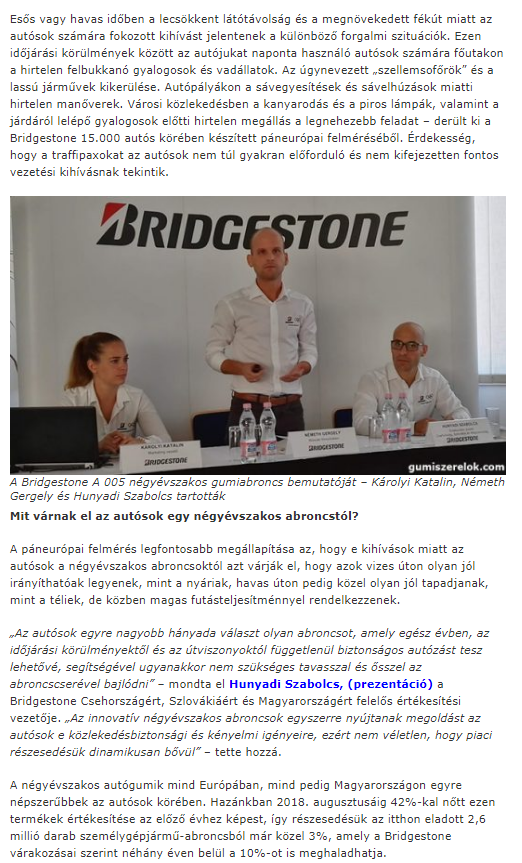 Esős vagy havas időben a lecsökkent látótávolság és a megnövekedett fékút miatt az
autósok számára fokozott kihívást jelentenek a különböző forgalmi szituációk. Ezen
időjárási körülmények között az autójukat naponta használó autósok számára főutakon
a hirtelen felbukkanó gyalogosok és vadállatok. Az úgynevezett „szellemsofőrök” és a
lassú járművek kikerülése. Autópályákon a sávegyesítések és sávelhúzások miatti
hirtelen manőverek. Városi közlekedésben a kanyarodás és a piros lámpák, valamint a
járdáról lelépő gyalogosok előtti hirtelen megállás a legnehezebb feladat – derült ki a
Bridgestone 15.000 autós körében készített páneurópai felméréséből. Érdekesség,
hogy a traffipaxokat az autósok nem túl gyakran előforduló és nem kifejezetten fontos
vezetési kihívásnak tekintik.
BRIDGESTONE
KÁROLYI KATALIN
BRIDGESTONE
NÉMETH GERGELY
BRIDGESTONE
HUNYADI SZABOLCS
BRIDGESTONE
gumiszerelok.com
A Bridgestone A 005 négyévszakos gumiabroncs bemutatóját – Károlyi Katalin, Németh
Gergely és Hunyadi Szabolcs tartották
Mit várnak el az autósok egy négyévszakos abroncstól?
A páneurópai felmérés legfontosabb megállapítása az, hogy e kihívások miatt az
autósok a négyévszakos abroncsoktól azt várják el, hogy azok vizes úton olyan jól
irányíthatóak legyenek, mint a nyáriak, havas úton pedig közel olyan jól tapadjanak,
mint a téliek, de közben magas futásteljesítménnyel rendelkezzenek.
„Az autósok egyre nagyobb hányada választ olyan abroncsot, amely egész évben, az
időjárási körülményektől és az útviszonyoktól függetlenül biztonságos autózást tesz
lehetővé, segítségével ugyanakkor nem szükséges tavasszal és ősszel az
abroncscserével bajlódni” – mondta el Hunyadi Szabolcs, (prezentáció) a
Bridgestone Csehországért, Szlovákiáért és Magyarországért felelős értékesítési
vezetője. „Az innovatív négyévszakos abroncsok egyszerre nyújtanak megoldást az
autósok e közlekedésbiztonsági és kényelmi igényeire, ezért nem véletlen, hogy piaci
részesedésük dinamikusan bővül” – tette hozzá.
A négyévszakos autógumik mind Európában, mind pedig Magyarországon egyre
népszerűbbek az autósok körében. Hazánkban 2018. augusztusáig 42%-kal nőtt ezen
termékek értékesítése az előző évhez képest, így részesedésük az itthon eladott 2,6
millió darab személygépjármű-abroncsból már közel 3%, amely a Bridgestone
várakozásai szerint néhány éven belül a 10%-ot is meghaladhatja.